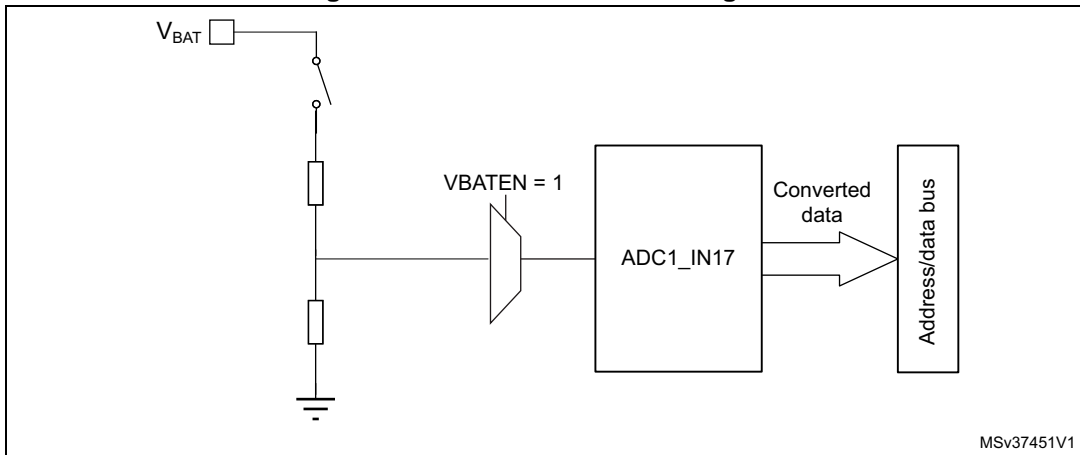 VBAT
VBATEN = 1
ADC1_IN17
Converted
data
Address/data bus
MSv37451V1